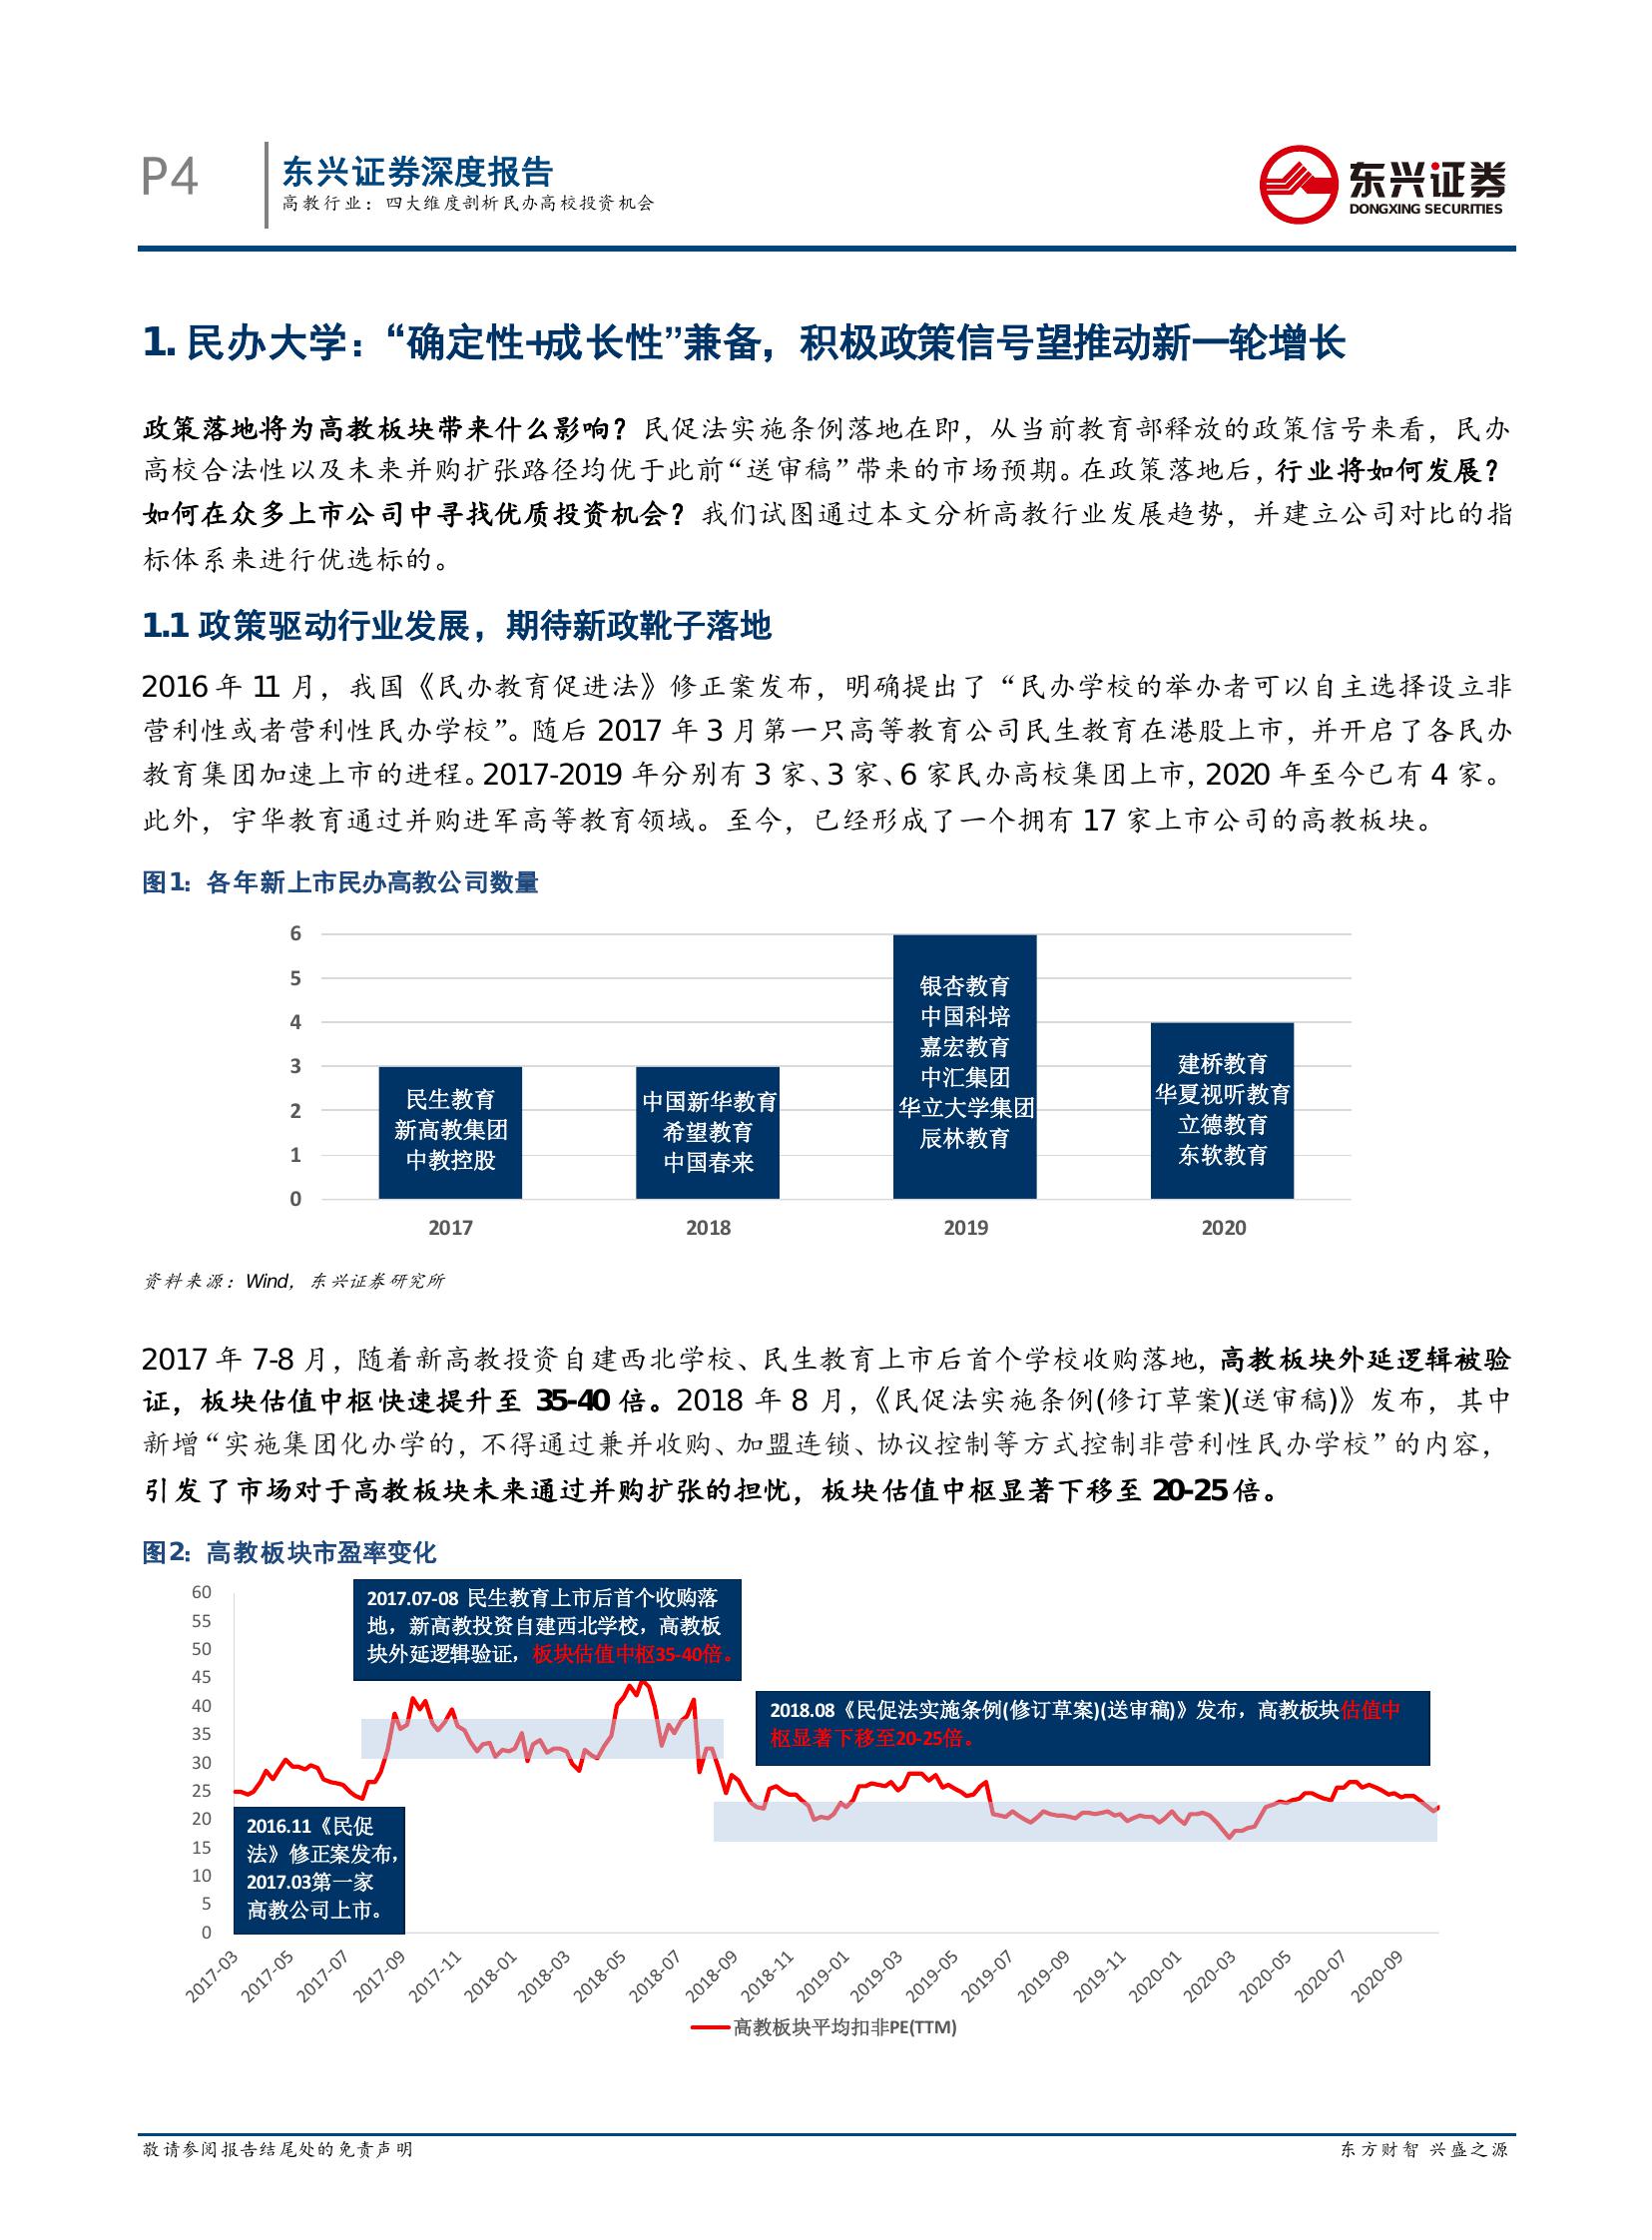 P4
东兴证券深度报告
高教行业：四大维度剖析民办高校投资机会
东兴证券
DONGXING SECURITIES
1. 民办大学：“确定性+成长性”兼备，积极政策信号望推动新一轮增长
政策落地将为高教板块带来什么影响？民促法实施条例落地在即，从当前教育部释放的政策信号来看，民办
高校合法性以及未来并购扩张路径均优于此前“送审稿”带来的市场预期。在政策落地后，行业将如何发展？
如何在众多上市公司中寻找优质投资机会？我们试图通过本文分析高教行业发展趋势，并建立公司对比的指
标体系来进行优选标的。
1.1 政策驱动行业发展，期待新政靴子落地
2016 年 11 月，我国《民办教育促进法》修正案发布，明确提出了“民办学校的举办者可以自主选择设立非
营利性或者营利性民办学校”。随后 2017 年 3 月第一只高等教育公司民生教育在港股上市，并开启了各民办
教育集团加速上市的进程。2017-2019 年分别有 3 家、3 家、6 家民办高校集团上市，2020 年至今已有 4 家。
此外，宇华教育通过并购进军高等教育领域。至今，已经形成了一个拥有 17 家上市公司的高教板块。
图1：各年新上市民办高教公司数量
6
5
4
3
2
1
0
民生教育
新高教集团
中教控股
中国新华教育
希望教育
中国春来
银杏教育
中国科培
嘉宏教育
中汇集团
华立大学集团
辰林教育
建桥教育
华夏视听教育
立德教育
东软教育
2017
2018
2019
2020
资料来源：Wind，东兴证券研究所
2017 年 7-8 月，随着新高教投资自建西北学校、民生教育上市后首个学校收购落地，高教板块外延逻辑被验
证，板块估值中枢快速提升至 35-40 倍。2018 年 8 月，《民促法实施条例(修订草案)(送审稿)》发布，其中
新增“实施集团化办学的，不得通过兼并收购、加盟连锁、协议控制等方式控制非营利性民办学校”的内容，
引发了市场对于高教板块未来通过并购扩张的担忧，板块估值中枢显著下移至 20-25 倍。
图2：高教板块市盈率变化
60
55
50
45
40
35
30
25
20
15
10
5
0
2017.07-08 民生教育上市后首个收购落
地，新高教投资自建西北学校，高教板
块外延逻辑验证，板块估值中枢35-40倍。
2018.08《民促法实施条例(修订草案)(送审稿)》发布，高教板块估值中
枢显著下移至20-25倍。
2016.11《民促
法》修正案发布，
2017.03第一家
高教公司上市。
2017-03
2017-05
2017-07
2017-09
2017-11
2018-01
2018-03
2018-05
2018-07
2018-09
2018-11
2019-01
2019-03
2019-05
2019-07
2019-09
2019-11
2020-01
2020-03
2020-05
2020-07
2020-09
高教板块平均扣非PE(TTM)
敬请参阅报告结尾处的免责声明
东方财智 兴盛之源